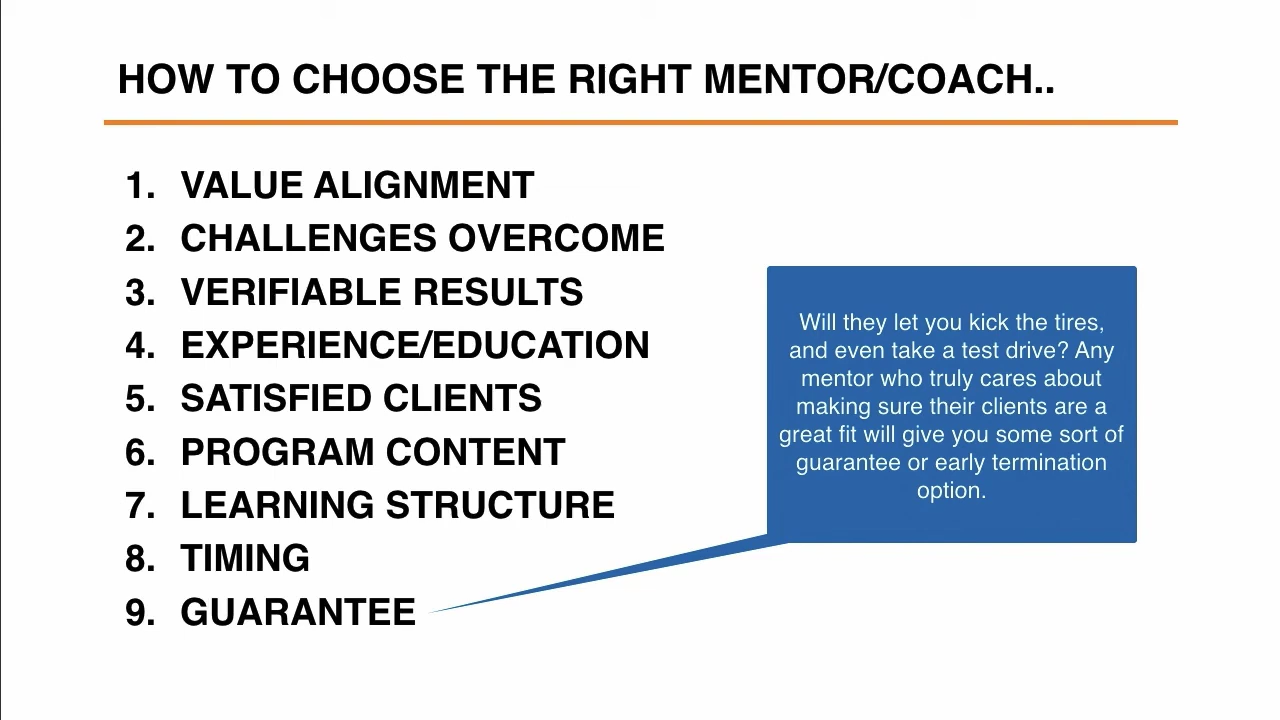 HOW TO CHOOSE THE RIGHT MENTOR/COACH..
1. VALUE ALIGNMENT
2. CHALLENGES OVERCOME
3. VERIFIABLE RESULTS
4. EXPERIENCE/EDUCATION
5. SATISFIED CLIENTS
6. PROGRAM CONTENT
7. LEARNING STRUCTURE
8. TIMING
9. GUARANTEE
Will they let you kick the tires,
and even take a test drive? Any
mentor who truly cares about
making sure their clients are a
great fit will give you some sort of
guarantee or early termination
option.